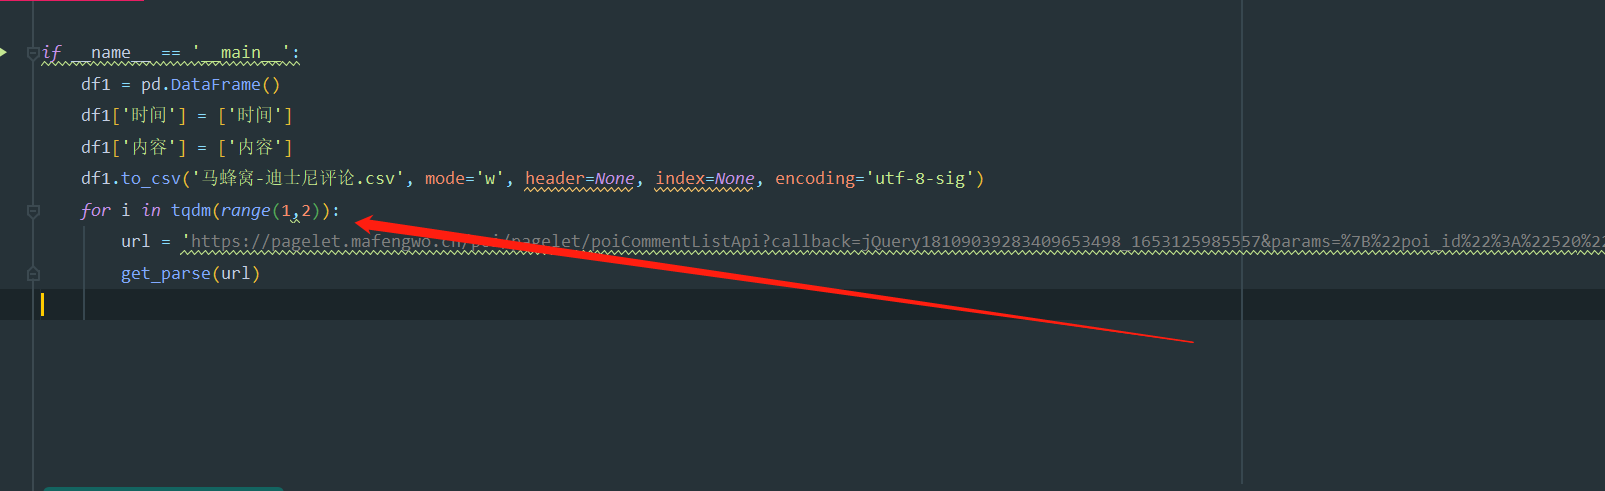 if __name__ == '__main__':
df1 = pd.DataFrame()
df1['时间'] = ['时间']
df1['内容'] = ['内容']
df1.to_csv('马蜂窝-迪士尼评论.csv', mode='w', header=None, index=None, encoding='utf-8-sig')
for i in tqdm(range(1,2)):
url = 'https://pagelet.mafengwo.cn/poi/pagelet/poiCommentListApi?callback=jQuery18109039283409653498_1653125985557&params=%7B%22poi_id%22%3A%22520%22
get_parse(url)